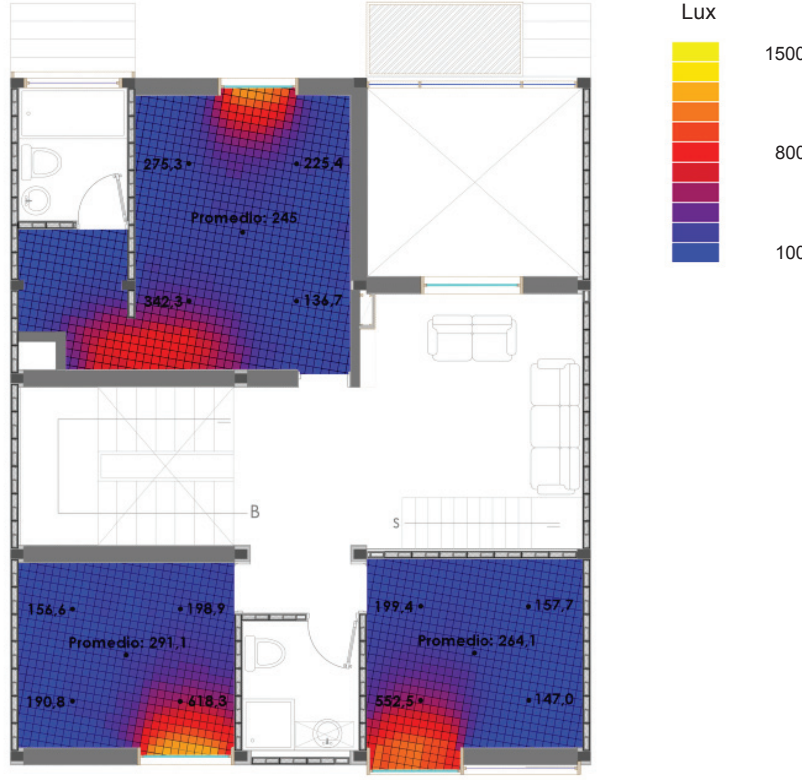 Lux
1500
800
100
275,3
225,4
Promedio: 245
342,3
136,7
B
S
156,6
198,9
Promedio: 291,1
190,8
618,3
199,4
157,7
Promedio: 264,1
552,5
147,0